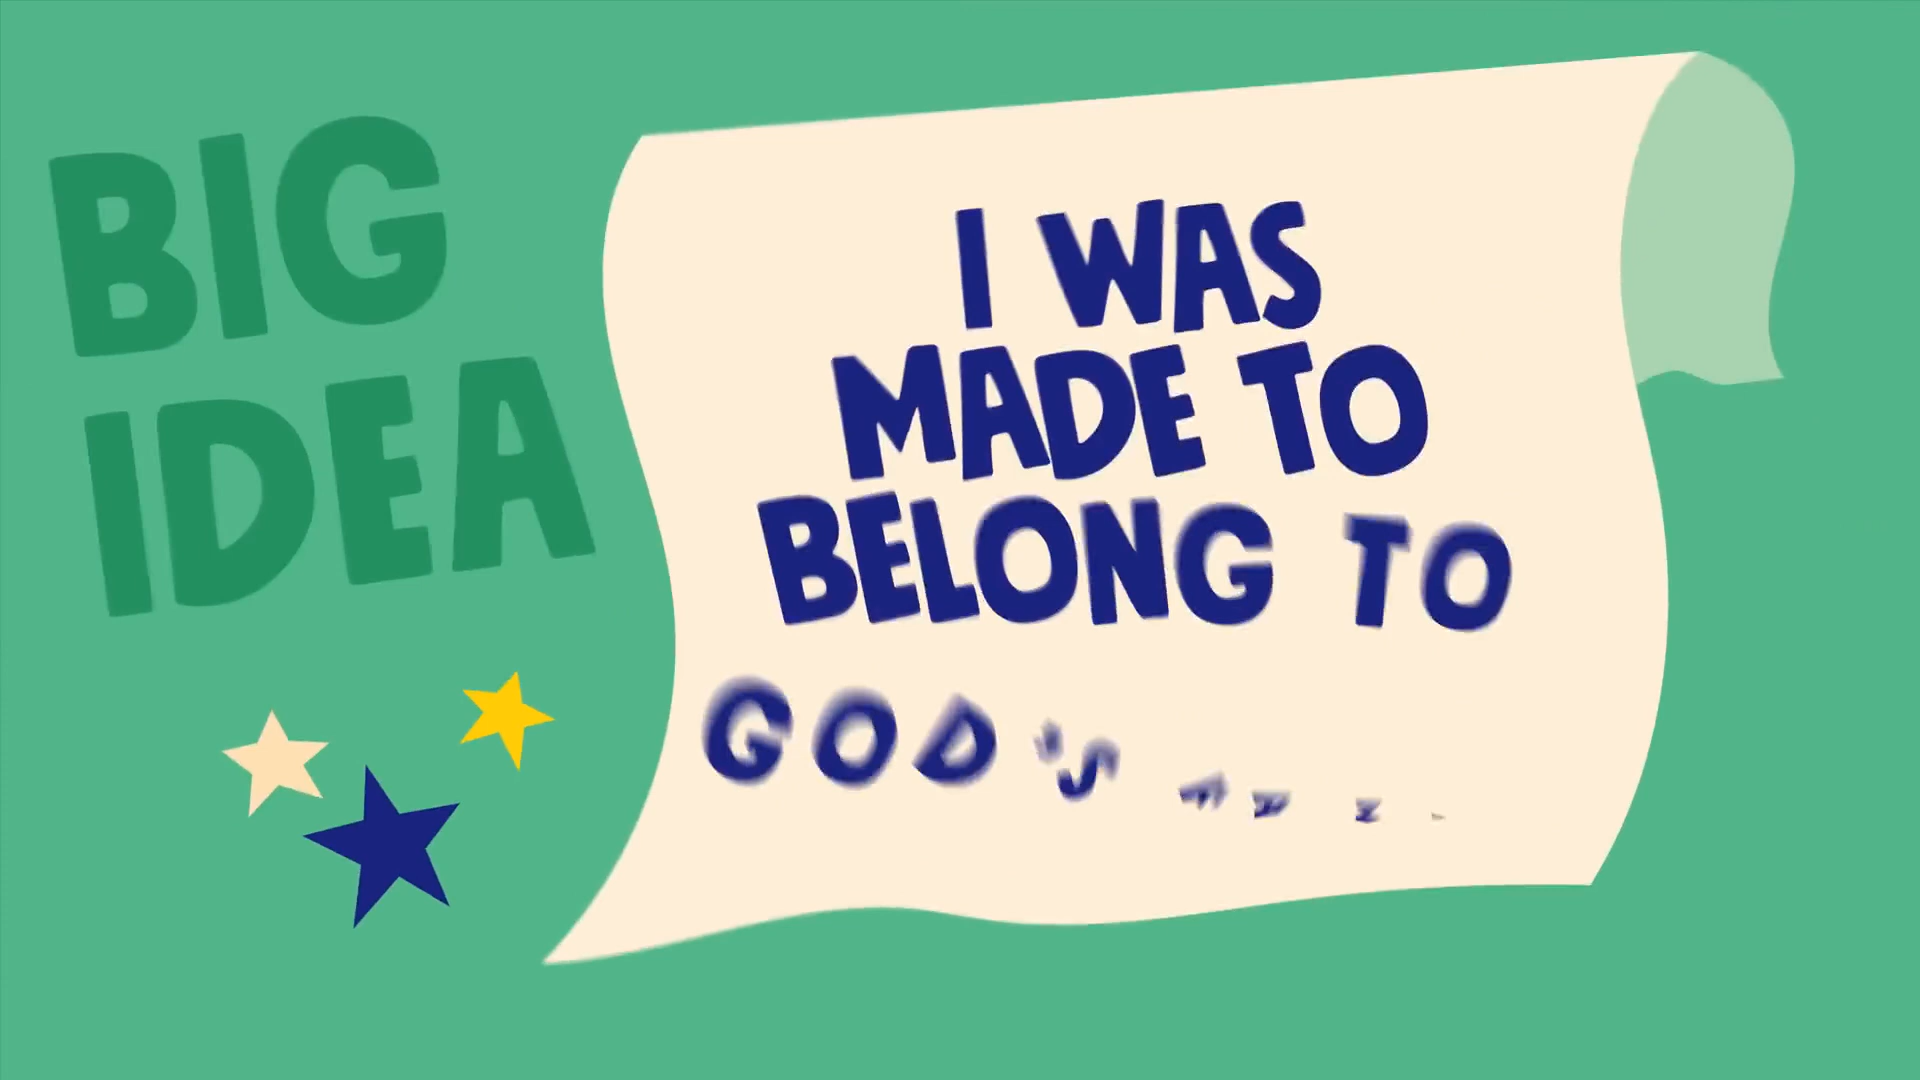 BIG
IDEA
I WAS
MADE TO
BELONG TO
GOD'S